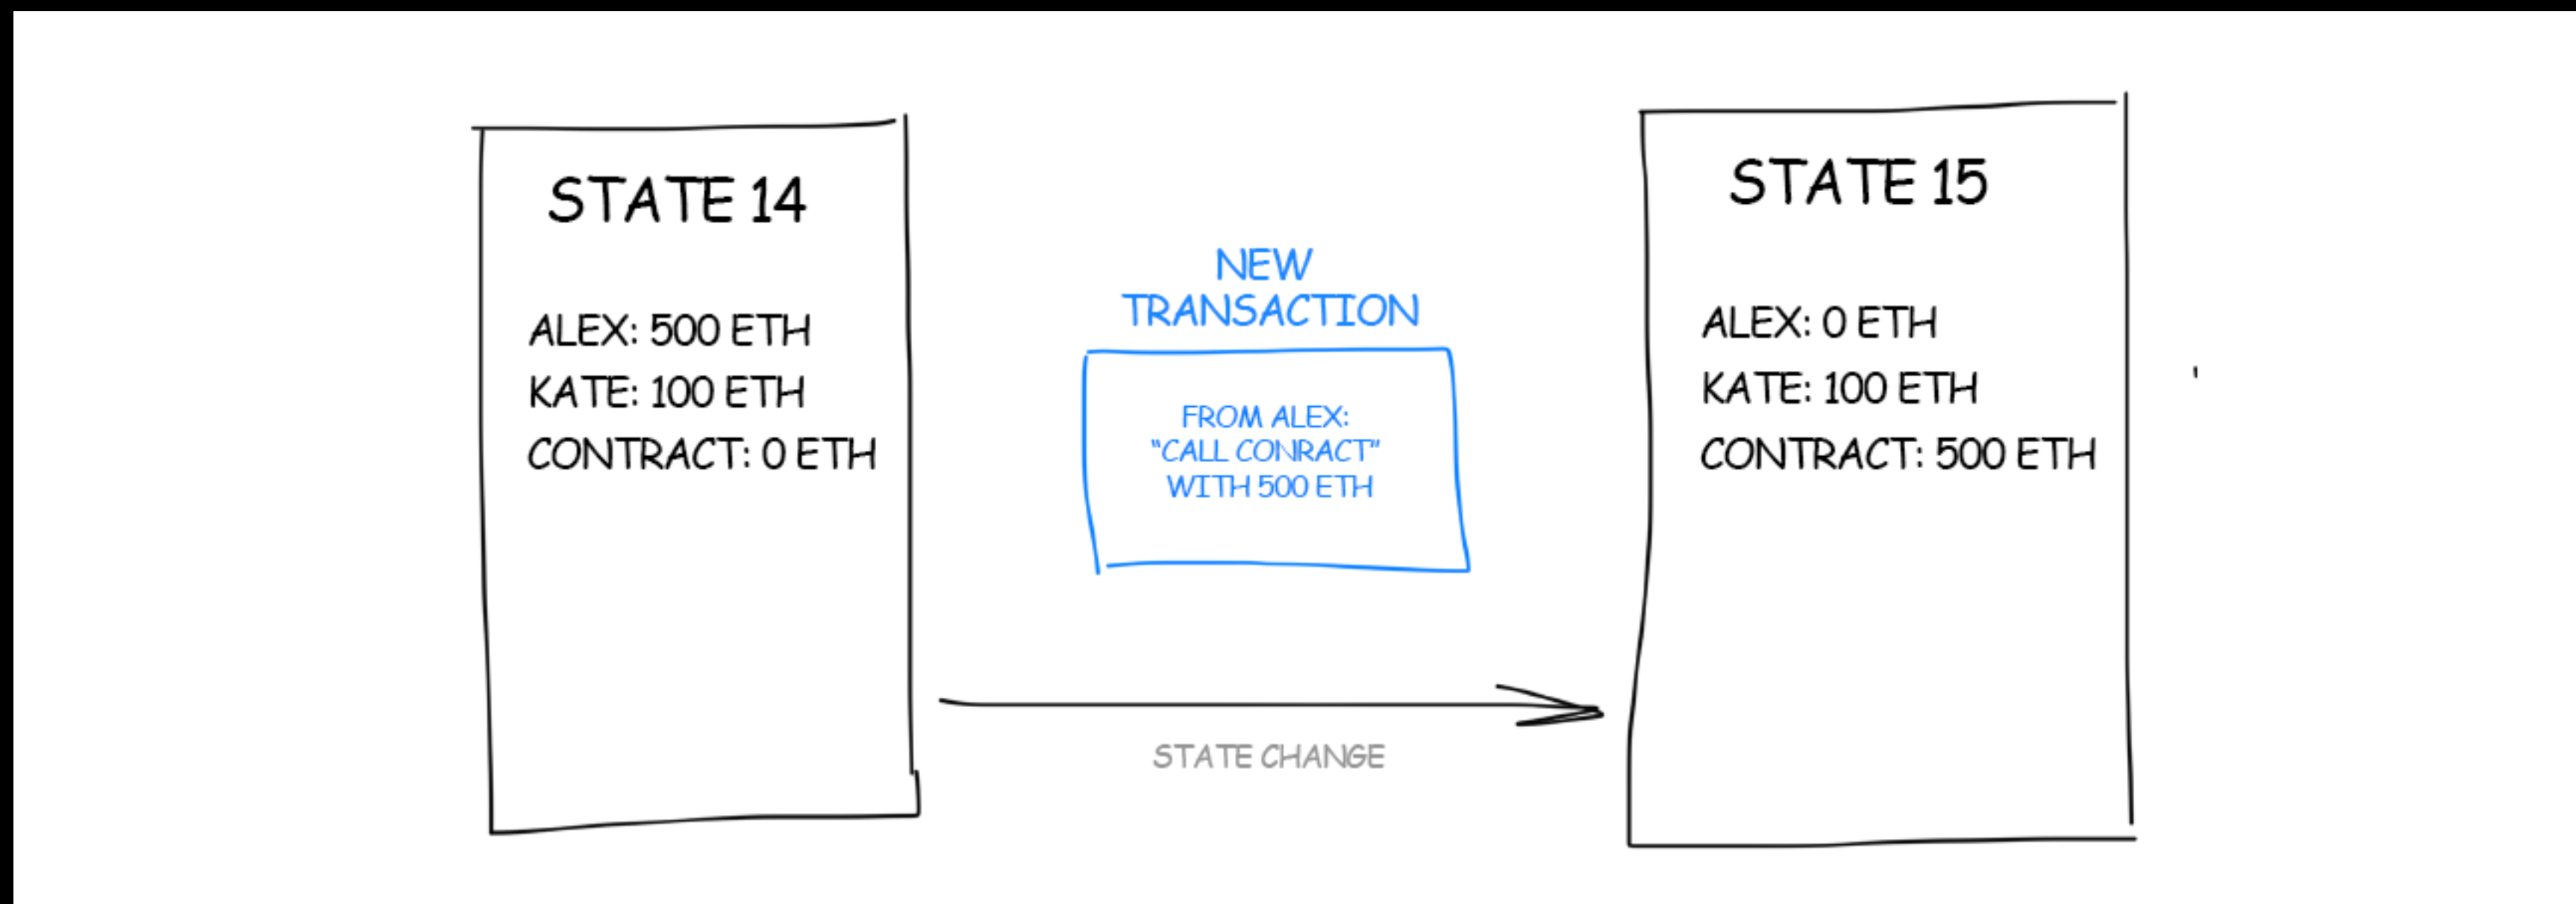 STATE 14
ALEX: 500 ETH
KATE: 100 ETH
CONTRACT: 0 ETH
NEW
TRANSACTION
FROM ALEX:
“CALL CONRACT”
WITH 500 ETH
STATE CHANGE
STATE 15
ALEX: 0 ETH
KATE: 100 ETH
CONTRACT: 500 ETH